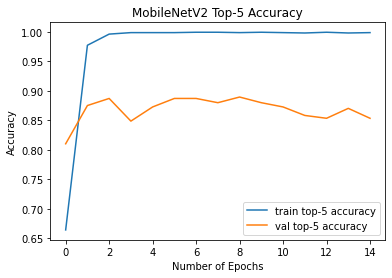 MobileNetV2 Top-5 Accuracy
1.00
0.95
0.90
0.85
0.80
0.75
0.70
0.65
Accuracy
0 2 4 6 8 10 12 14
Number of Epochs
train top-5 accuracy
val top-5 accuracy